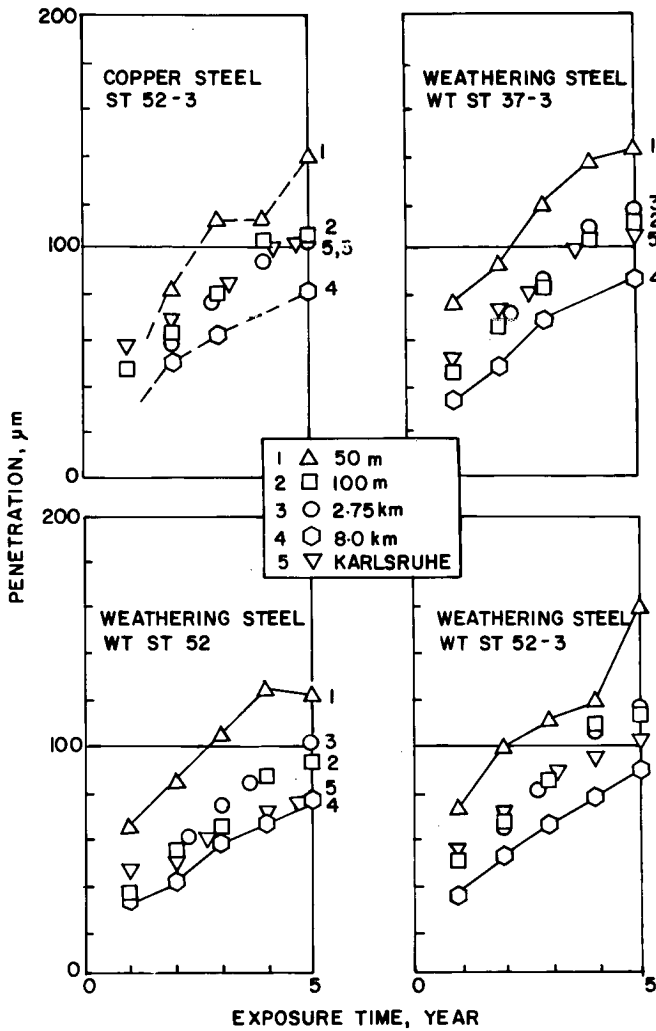 200
COPPER STEEL
ST 52-3
1
2
100
5,3
4
0
WEATHERING STEEL
WT ST 37-3
1
4
PENETRATION, µm
1 50 m
2 100 m
3 2.75 km
4 8.0 km
5 KARLSRUHE
200
WEATHERING STEEL
WT ST 52
1
100
3
2
5
4
0
0
5
WEATHERING STEEL
WT ST 52-3
0
5
EXPOSURE TIME, YEAR